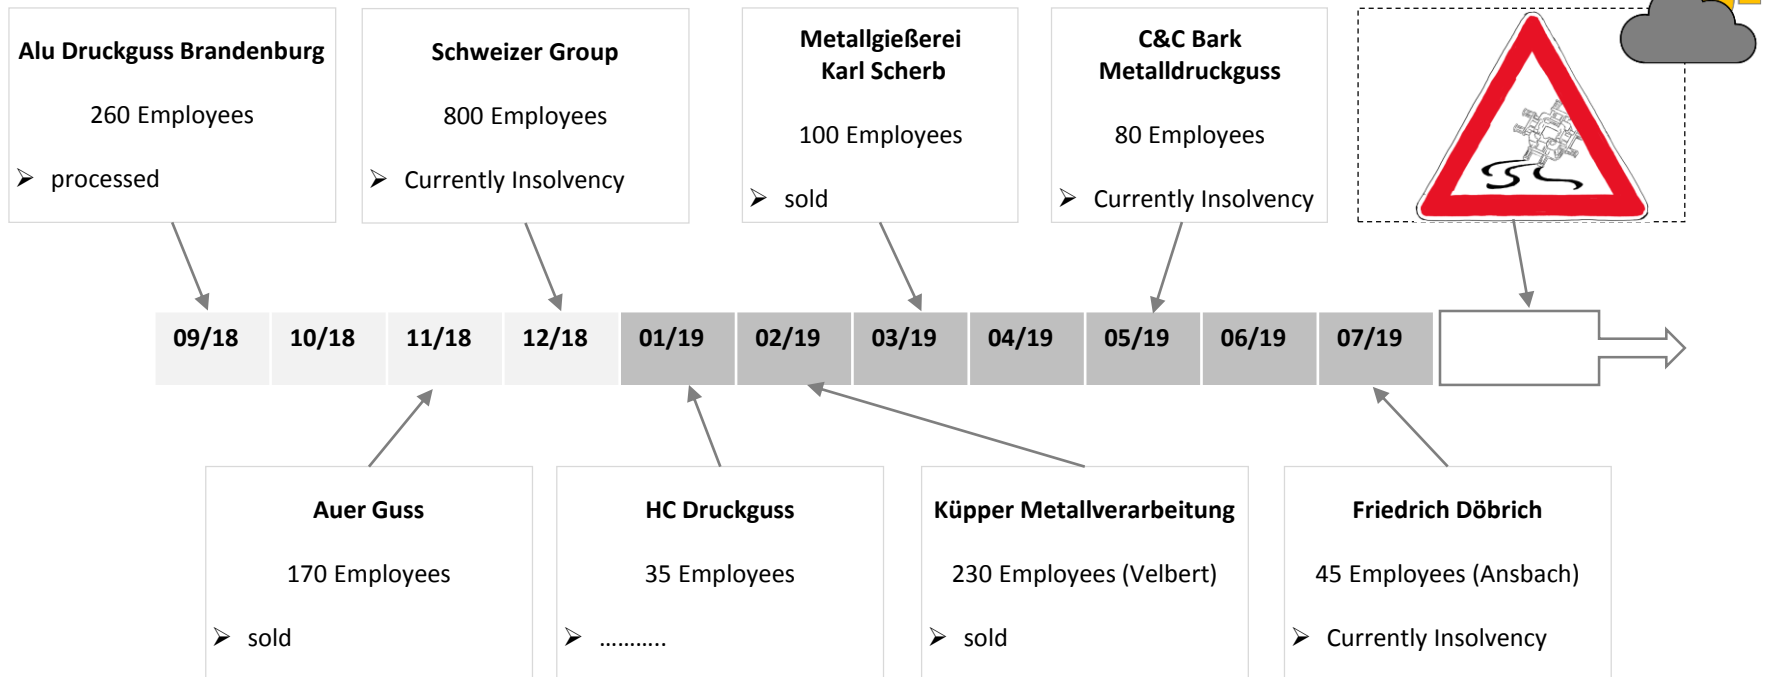 Alu Druckguss Brandenburg
260 Employees
➢ processed
Schweizer Group
800 Employees
➢ Currently Insolvency
Metallgießerei
Karl Scherb
100 Employees
➢ sold
C&C Bark
Metalldruckguss
80 Employees
➢ Currently Insolvency
09/18 10/18 11/18 12/18 01/19 02/19 03/19 04/19 05/19 06/19 07/19
Auer Guss
170 Employees
➢ sold
HC Druckguss
35 Employees
➢ ………..
Küpper Metallverarbeitung
230 Employees (Velbert)
➢ sold
Friedrich Döbrich
45 Employees (Ansbach)
➢ Currently Insolvency